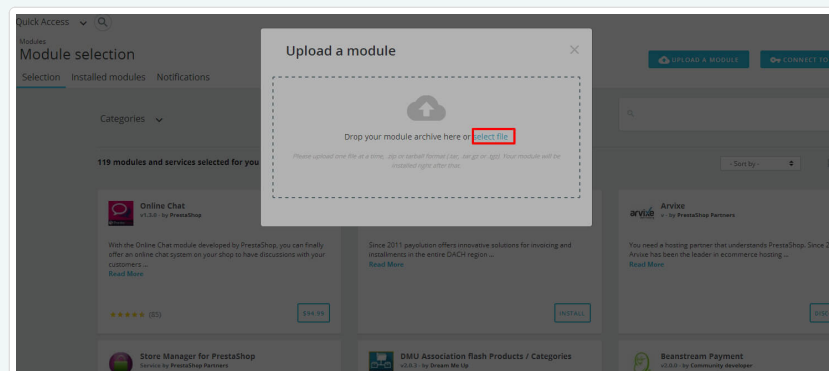 Quick Access
Modules
Module selection
Selection Installed modules Notifications
UPLOAD A MODULE
CONNECT TO
Upload a module
Drop your module archive here or select file
Please upload one file at a time, .zip or tarball format (.tar, .tar.gz or .tgz). Your module will be
installed right after that.
Categories
119 modules and services selected for you
- Sort by -
Online Chat
v1.3.0 - by PrestaShop
With the Online Chat module developed by PrestaShop, you can finally
offer an online chat system on your shop to have discussions with your
customers ...
Read More
(55)
Since 2011 payolution offers innovative solutions for invoicing and
installments in the entire DACH region ...
Read More
INSTALL
arvixe
Arvixe
- by PrestaShop Partners
You need a hosting partner that understands PrestaShop. Since 2
Arvixe has been the leader in ecommerce hosting ...
Read More
DISC
Store Manager for PrestaShop
Service by PrestaShop Partners
DMU Association flash Products / Categories
- by Dream Me Up
Beanstream Payment
v2.0.0 - by Community developer